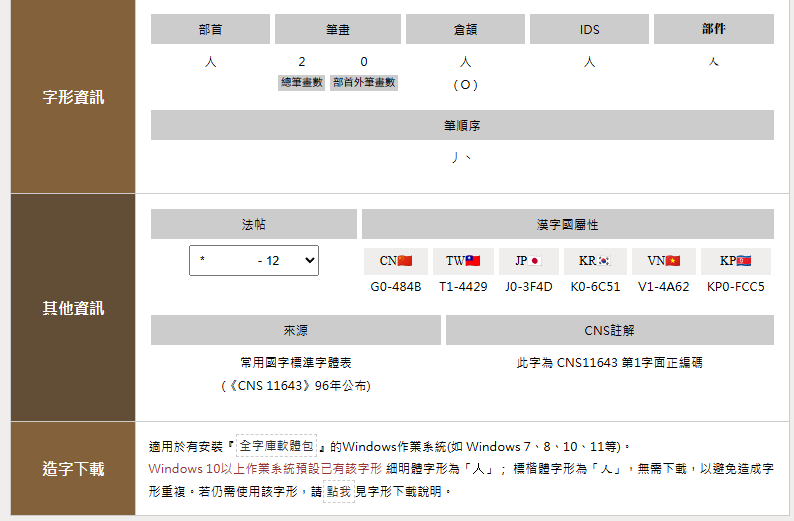 字形資訊
部首 筆畫 倉頡 IDS 部件
人 2 0 人 人 人
總筆畫數 部首外筆畫數 (O)
筆順序
丿丶
其他資訊
法帖 漢字國屬性
* - 12 CN🇨🇳 TW🇹🇼 JP🇯🇵 KR🇰🇷 VN🇻🇳 KP🇰🇵
G0-484B T1-4429 J0-3F4D K0-6C51 V1-4A62 KP0-FCC5
來源 CNS註解
常用國字標準字體表 此字為 CNS11643 第1字面正編碼
(《CNS 11643》96年公布)
造字下載
適用於有安裝『全字庫軟體包』的Windows作業系統(如 Windows 7、8、10、11等)。
Windows 10以上作業系統預設已有該字形 細明體字形為「人」； 標楷體字形為「人」，無需下載，以避免造成字
形重複。若仍需使用該字形，請點我見字形下載說明。